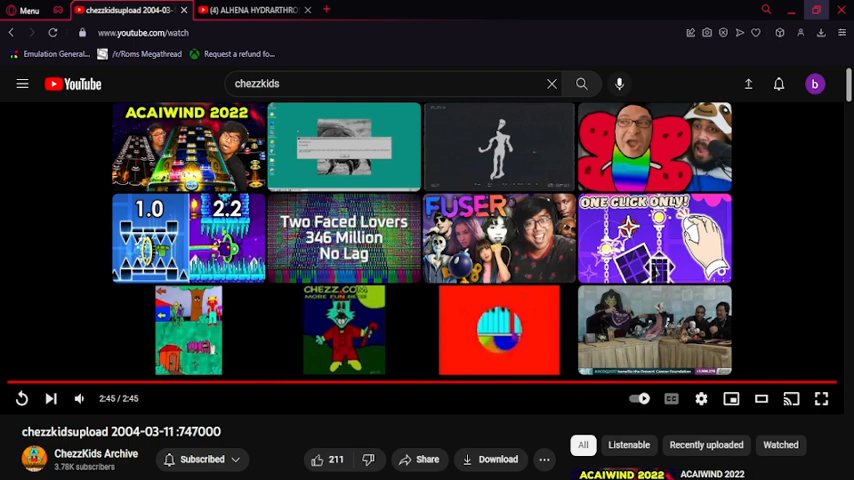 Menu
chezzkidsupload 2004-03-
(4) ALHENA HYDRARTHRO
www.youtube.com/watch
Emulation General...
/r/Roms Megathread
Request a refund fo...
YouTube
chezzkids
b
ACAIWIND 2022
1.0
2.2
Two Faced Lovers
346 Million
No Lag
FUSER
ONE CLICK ONLY!
CHEZZ.COM
MORE FUN HERE
2:45 / 2:45
chezzkidsupload 2004-03-11 :747000
ChezzKids Archive
3.78K subscribers
Subscribed
211
Share
Download
All
Listenable
Recently uploaded
Watched
ACAIWIND 2022
ACAIWIND 2022